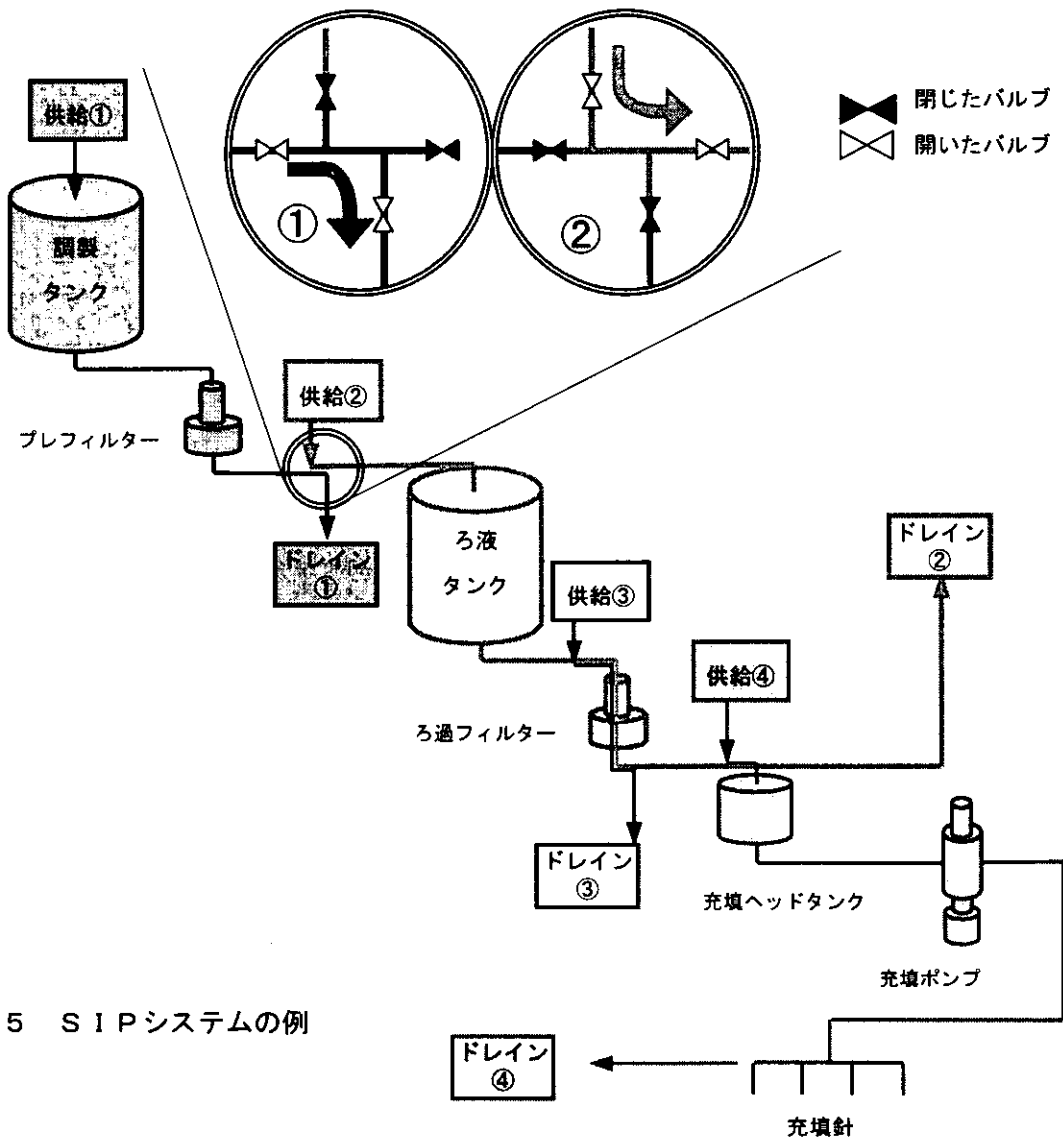 供給①
調製
タンク
プレフィルター
①
②
閉じたバルブ
開いたバルブ
供給②
ドレイン
①
ろ液
タンク
供給③
ろ過フィルター
供給④
ドレイン
②
ドレイン
③
充填ヘッドタンク
充填ポンプ
5 SIPシステムの例
ドレイン
④
充填針